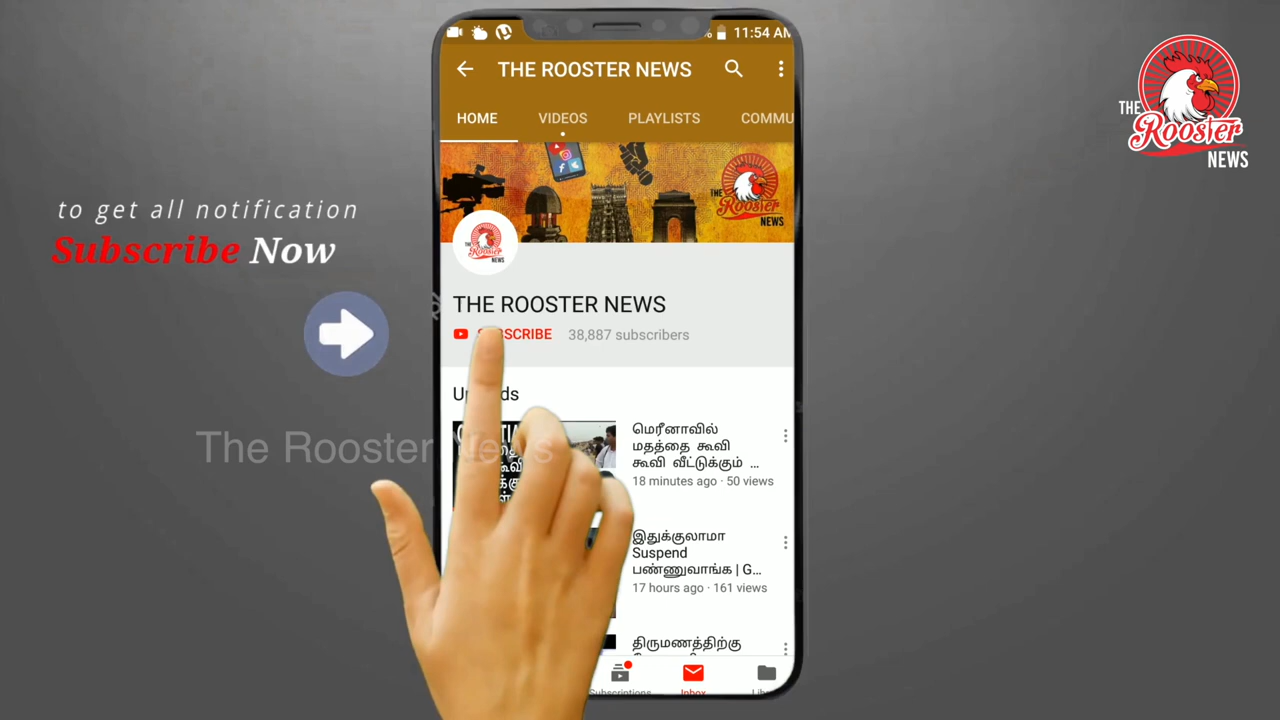 11:54 AM
THE ROOSTER NEWS
HOME VIDEOS PLAYLISTS COMMU
THE
Rooster
NEWS
to get all notification
Subscribe Now
THE ROOSTER NEWS
38,887 subscribers
The Rooster News
மெரீனாவில்
மதத்தை கூவி
கூவி வீட்டுக்கும் ...
18 minutes ago · 50 views
இதுக்குலாமா
Suspend
பண்ணுவாங்க | G...
17 hours ago · 161 views
திருமணத்திற்கு
Subscriptions Inbox